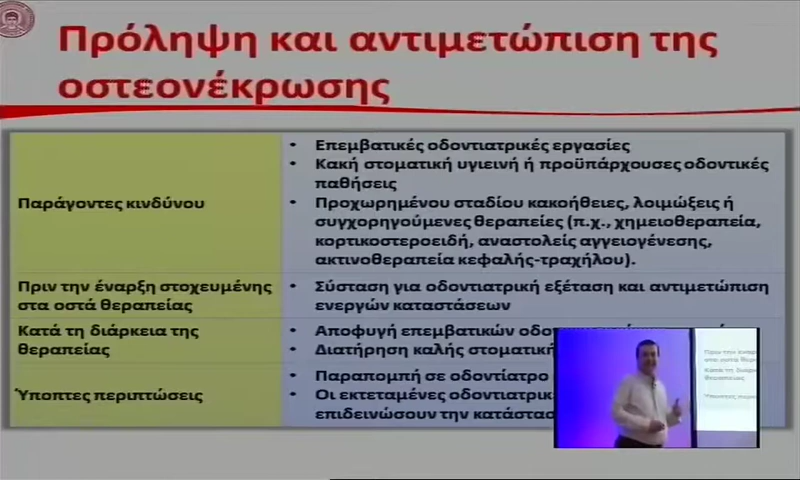 Πρόληψη και αντιμετώπιση της
οστεονέκρωσης
Παράγοντες κινδύνου
• Επεμβατικές οδοντιατρικές εργασίες
• Κακή στοματική υγιεινή ή προϋπάρχουσες οδοντικές
παθήσεις
• Προχωρημένου σταδίου κακοήθειες, λοιμώξεις ή
συγχορηγούμενες θεραπείες (π.χ., χημειοθεραπεία,
κορτικοστεροειδή, αναστολείς αγγειογένεσης,
ακτινοθεραπεία κεφαλής-τραχήλου).
Πριν την έναρξη στοχευμένης
στα οστά θεραπείας
• Σύσταση για οδοντιατρική εξέταση και αντιμετώπιση
ενεργών καταστάσεων
Κατά τη διάρκεια της
θεραπείας
• Αποφυγή επεμβατικών
• Διατήρηση καλής
Ύποπτες περιπτώσεις
• Παραπομπή σε οδοντίατρο
• Οι εκτεταμένες
επιδεινώσουν την